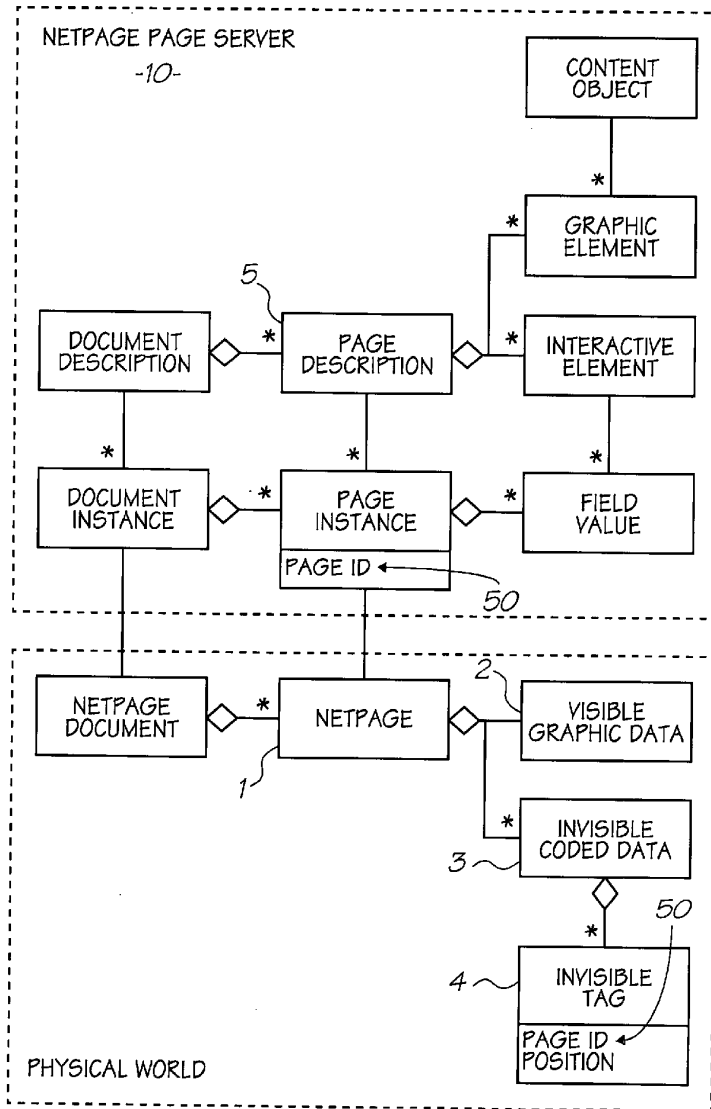 NETPAGE PAGE SERVER
-10-
CONTENT
OBJECT
*
*
GRAPHIC
ELEMENT
5
DOCUMENT
DESCRIPTION
*
PAGE
DESCRIPTION
*
INTERACTIVE
ELEMENT
*
*
*
DOCUMENT
INSTANCE
*
PAGE
INSTANCE
*
FIELD
VALUE
PAGE ID
50
NETPAGE
DOCUMENT
*
NETPAGE
1
2
VISIBLE
GRAPHIC DATA
*
INVISIBLE
CODED DATA
3
50
*
4
INVISIBLE
TAG
PAGE ID
POSITION
PHYSICAL WORLD